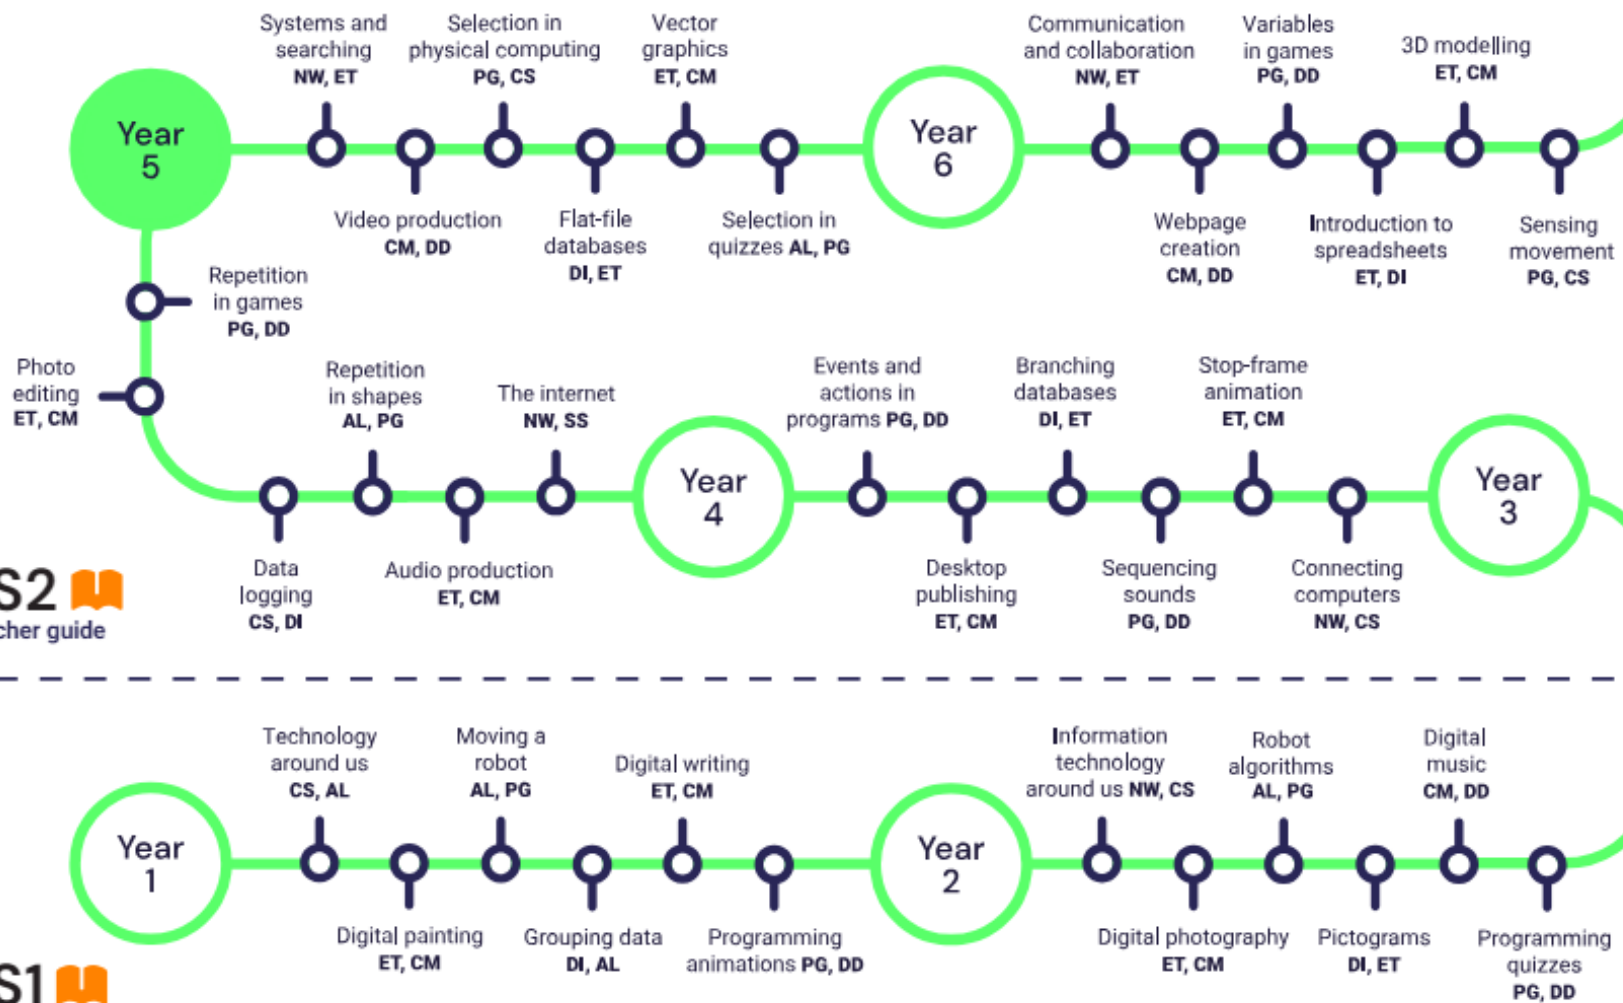 Systems and
searching
NW, ET
Selection in
physical computing
PG, CS
Vector
graphics
ET, CM
Communication
and collaboration
NW, ET
Variables
in games
PG, DD
3D modelling
ET, CM
Year
5
Year
6
Video production
CM, DD
Flat-file
databases
DI, ET
Selection in
quizzes AL, PG
Webpage
creation
CM, DD
Introduction to
spreadsheets
ET, DI
Sensing
movement
PG, CS
Repetition
in games
PG, DD
Photo
editing
ET, CM
Repetition
in shapes
AL, PG
The internet
NW, SS
Events and
actions in
programs PG, DD
Branching
databases
DI, ET
Stop-frame
animation
ET, CM
Year
4
Year
3
Data
logging
CS, DI
Audio production
ET, CM
Desktop
publishing
ET, CM
Sequencing
sounds
PG, DD
Connecting
computers
NW, CS
S2
cher guide
Technology
around us
CS, AL
Moving a
robot
AL, PG
Digital writing
ET, CM
Information
technology
around us NW, CS
Robot
algorithms
AL, PG
Digital
music
CM, DD
Year
1
Year
2
Digital painting
ET, CM
Grouping data
DI, AL
Programming
animations PG, DD
Digital photography
ET, CM
Pictograms
DI, ET
Programming
quizzes
PG, DD
S1